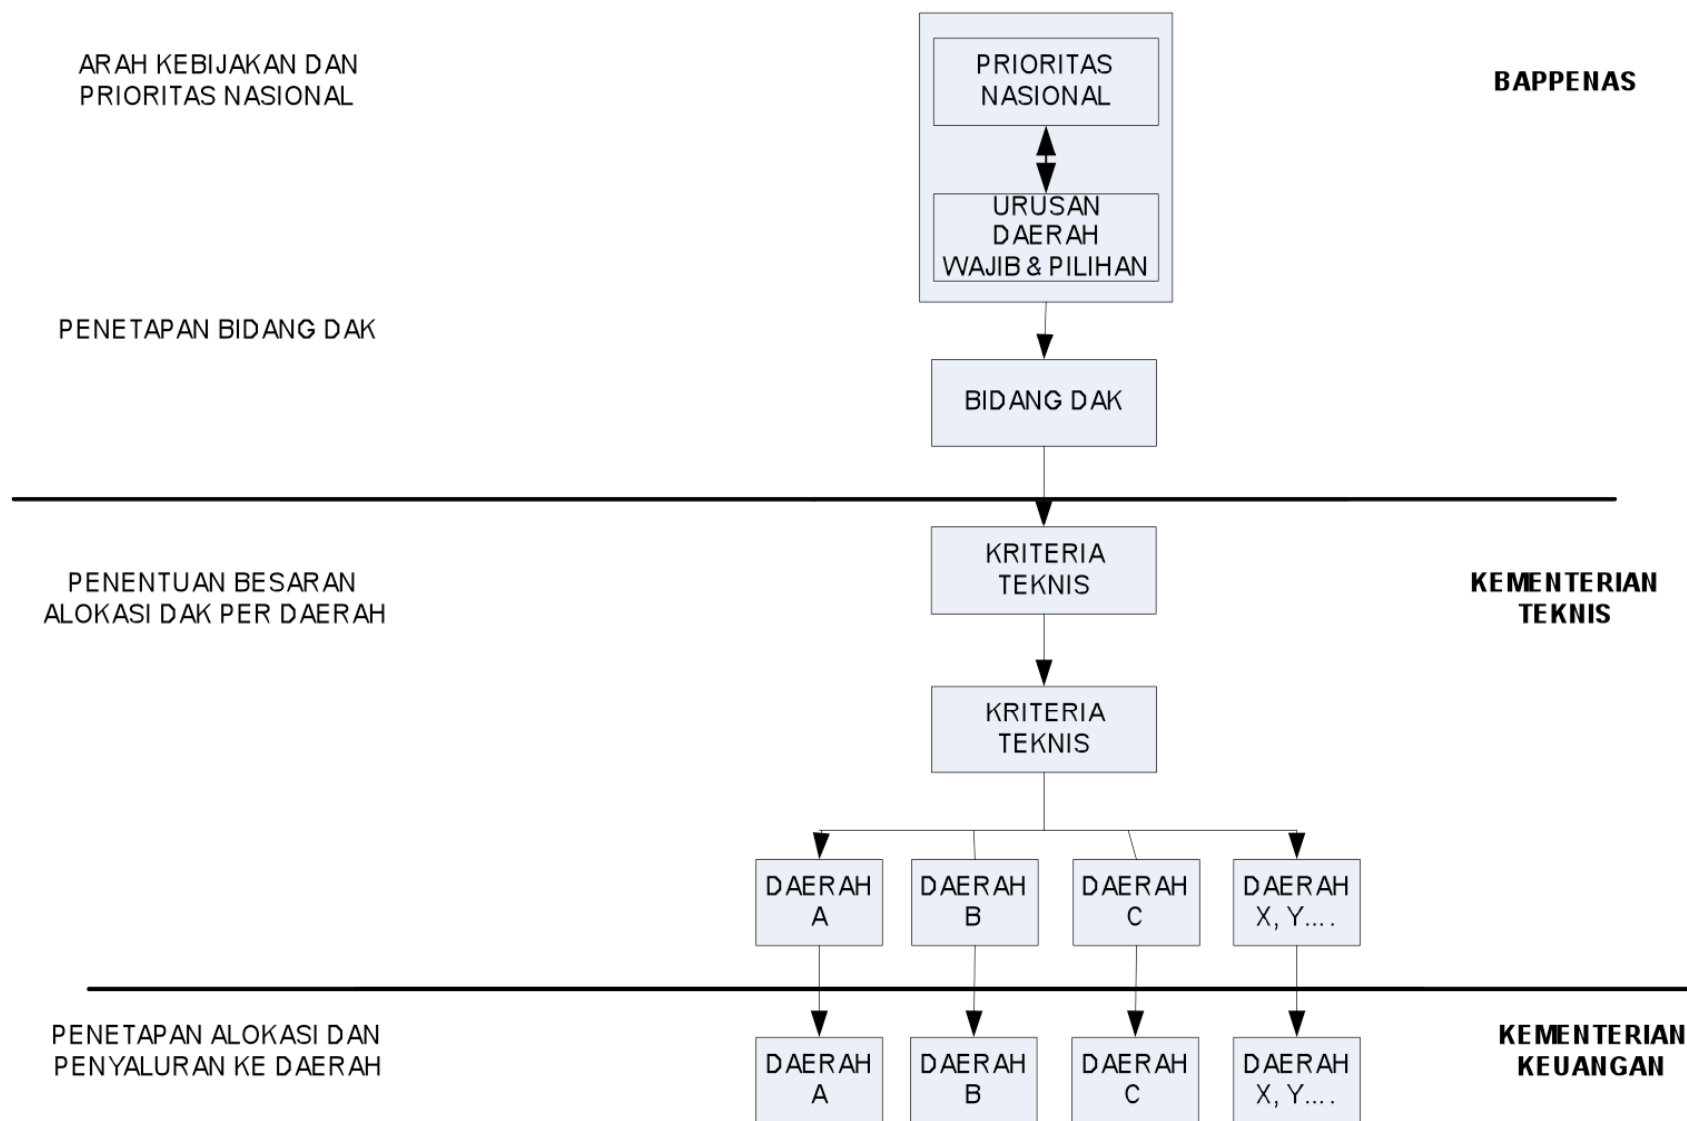 ARAH KEBIJAKAN DAN
PRIORITAS NASIONAL
PRIORITAS
NASIONAL
BAPPENAS
URUSAN
DAERAH
WAJIB & PILIHAN
PENETAPAN BIDANG DAK
BIDANG DAK
PENENTUAN BESARAN
ALOKASI DAK PER DAERAH
KRITERIA
TEKNIS
KEMENTERIAN
TEKNIS
KRITERIA
TEKNIS
DAERAH
A
DAERAH
B
DAERAH
C
DAERAH
X, Y....
PENETAPAN ALOKASI DAN
PENYALURAN KE DAERAH
DAERAH
A
DAERAH
B
DAERAH
C
DAERAH
X, Y....
KEMENTERIAN
KEUANGAN